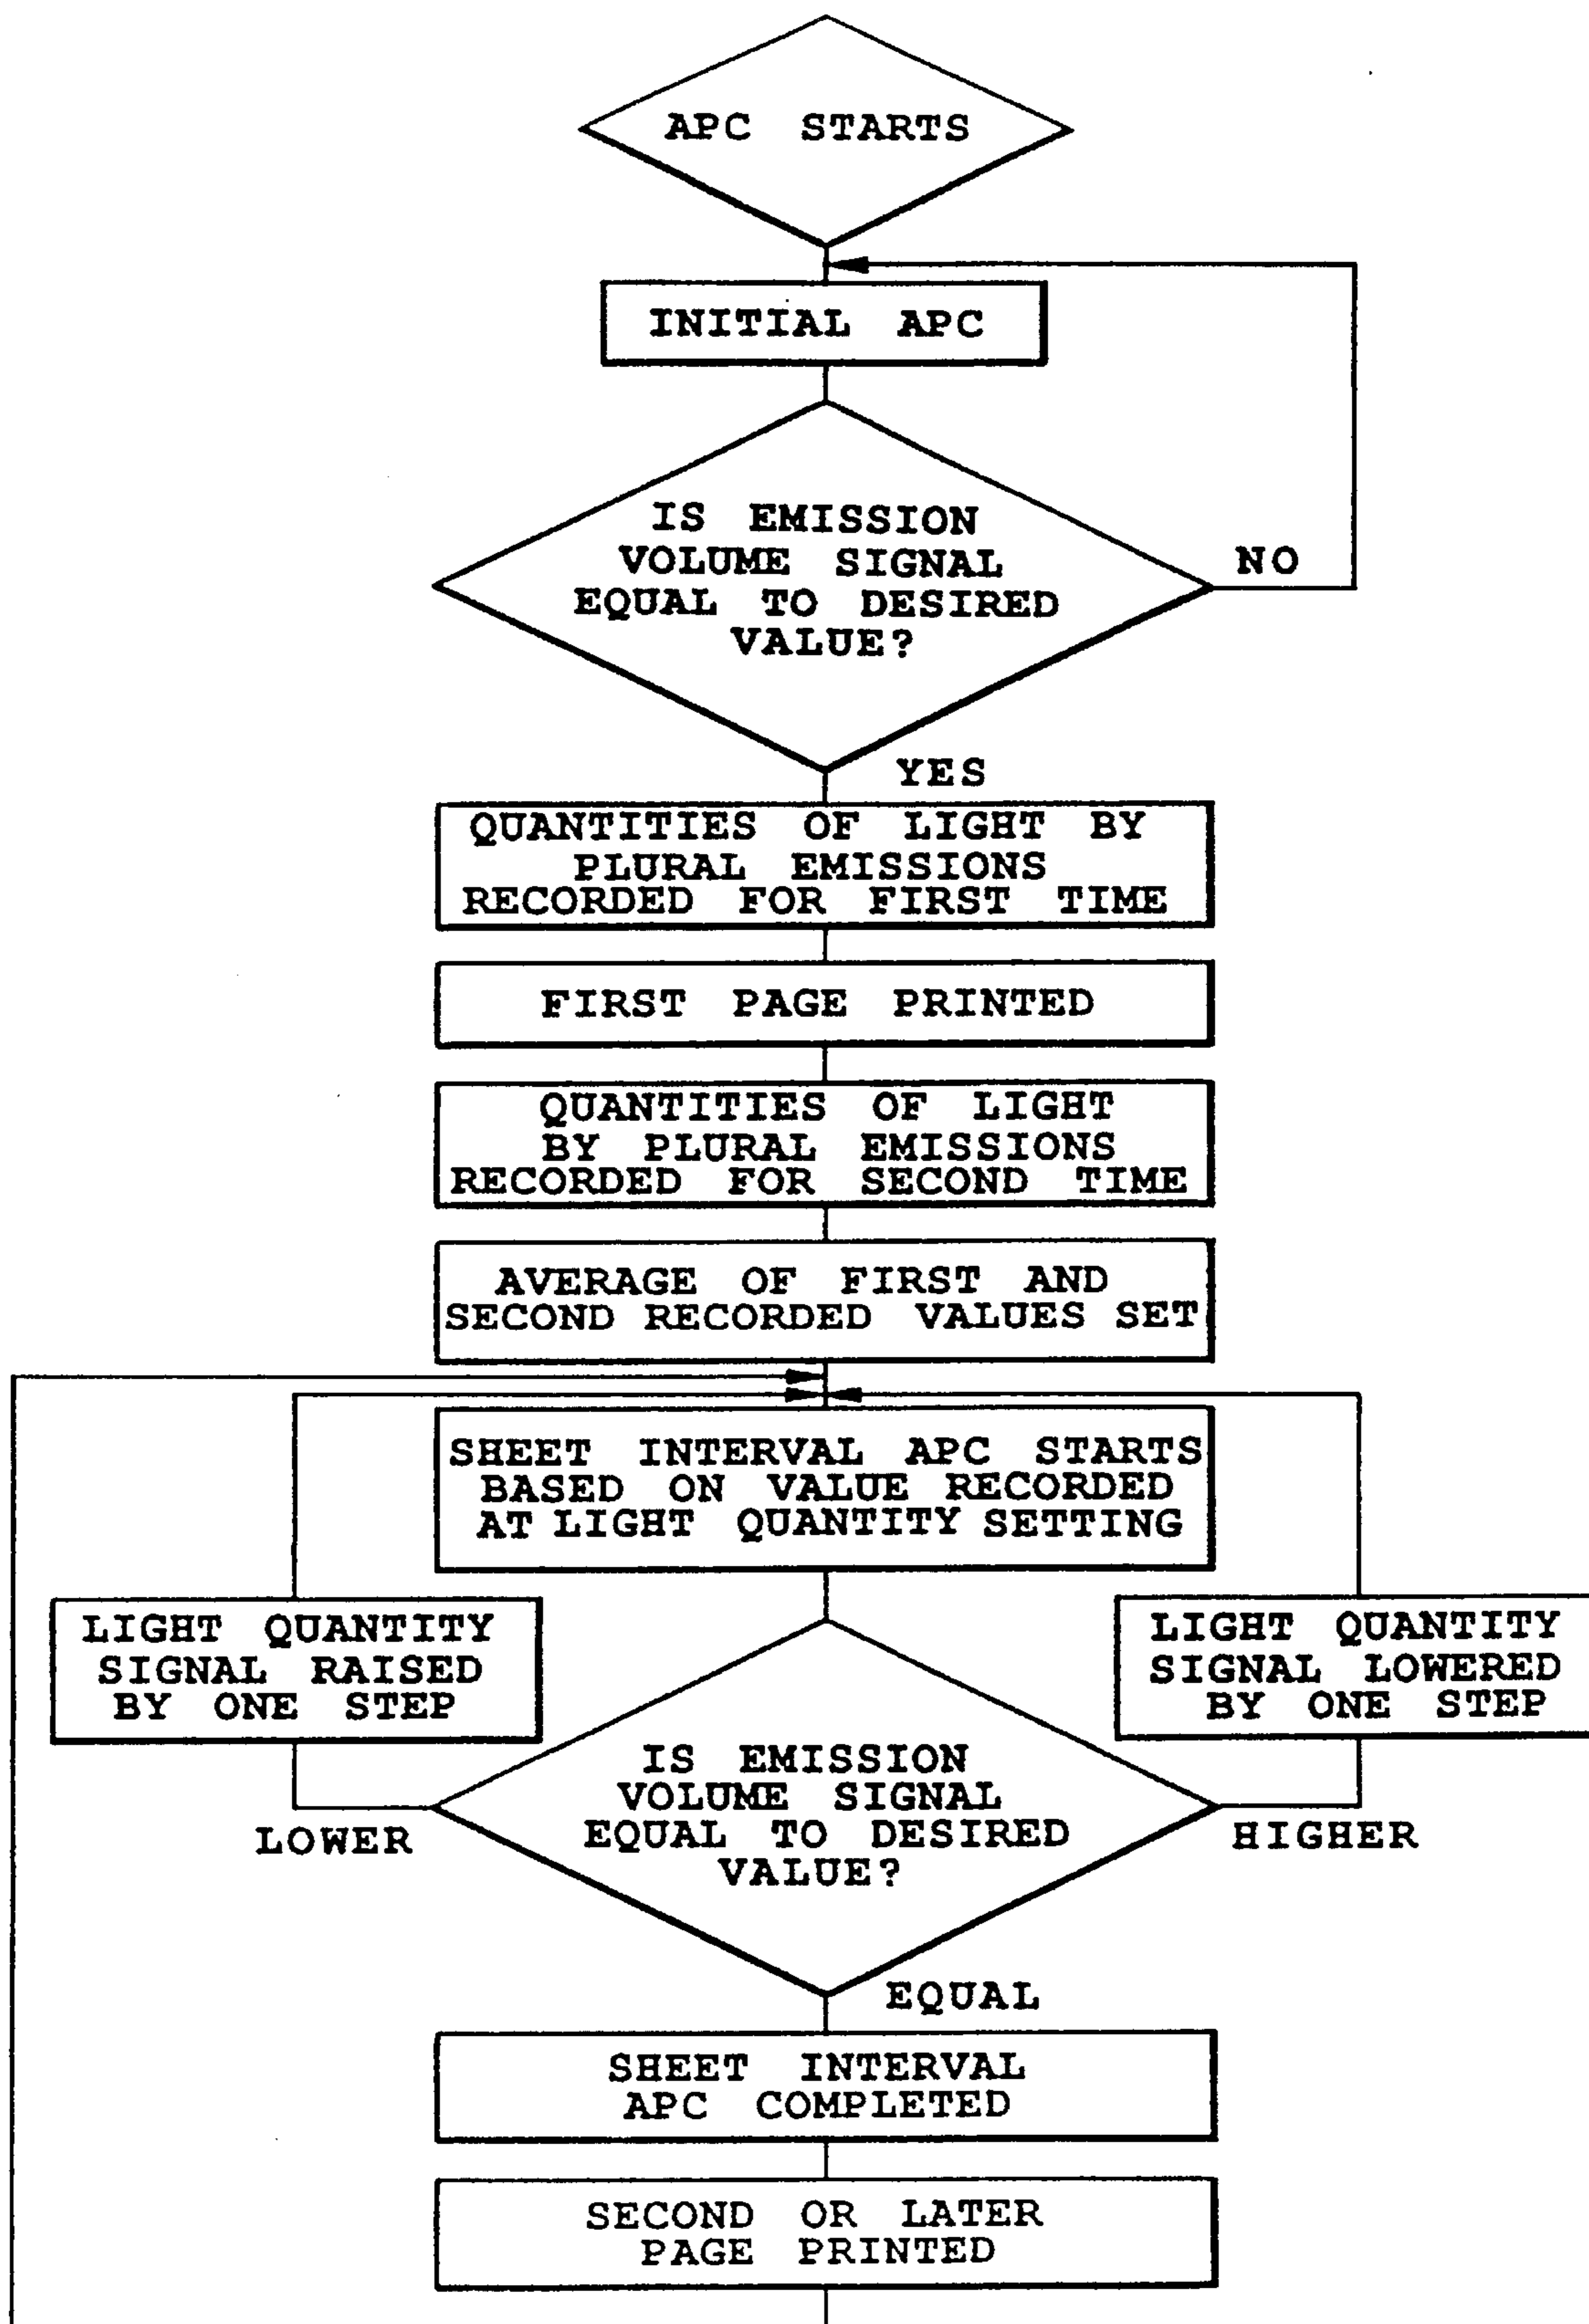 APC STARTS
INITIAL APC
IS EMISSION
VOLUME SIGNAL
EQUAL TO DESIRED
VALUE?
NO
YES
QUANTITIES OF LIGHT BY
PLURAL EMISSIONS
RECORDED FOR FIRST TIME
FIRST PAGE PRINTED
QUANTITIES OF LIGHT
BY PLURAL EMISSIONS
RECORDED FOR SECOND TIME
AVERAGE OF FIRST AND
SECOND RECORDED VALUES SET
SHEET INTERVAL APC STARTS
BASED ON VALUE RECORDED
AT LIGHT QUANTITY SETTING
LIGHT QUANTITY
SIGNAL RAISED
BY ONE STEP
LIGHT QUANTITY
SIGNAL LOWERED
BY ONE STEP
IS EMISSION
VOLUME SIGNAL
EQUAL TO DESIRED
VALUE?
LOWER
HIGHER
EQUAL
SHEET INTERVAL
APC COMPLETED
SECOND OR LATER
PAGE PRINTED